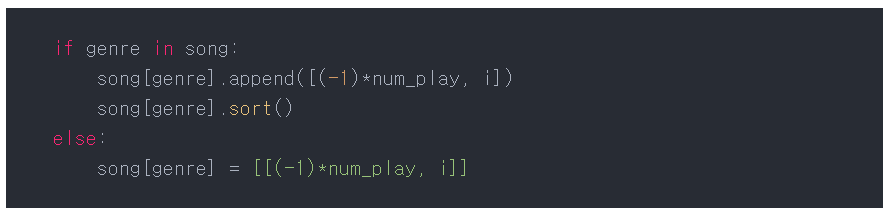 if genre in song:
    song[genre].append([(-1)*num_play, i])
    song[genre].sort()
else:
    song[genre] = [[(-1)*num_play, i]]